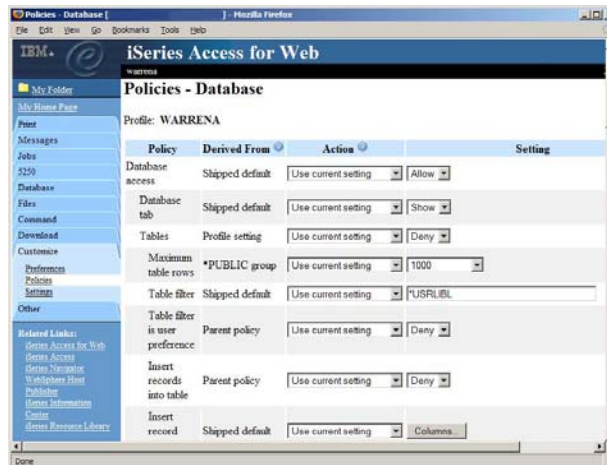 Policies - Database [ ] - Mozilla Firefox
File Edit View Go Bookmarks Tools Help
IBM.
iSeries Access for Web
warrena
My Folder
My Home Page
Print
Messages
Jobs
5250
Database
Files
Command
Download
Customize
Preferences
Policies
Settings
Other
Related Links:
iSeries Access for Web
iSeries Access
iSeries Navigator
WebSphere Host
Publisher
iSeries Information
Center
iSeries Resource Library
Policies - Database
Profile: WARRENA
Policy Derived From Action Setting
Database
access Shipped default Use current setting Allow
Database
tab Shipped default Use current setting Show
Tables Profile setting Use current setting Deny
Maximum
table rows *PUBLIC group Use current setting 1000
Table filter Shipped default Use current setting *USRLIBL
Table filter
is user
preference Parent policy Use current setting Deny
Insert
records
into table Parent policy Use current setting Deny
Insert
record Shipped default Use current setting Columns...
Done